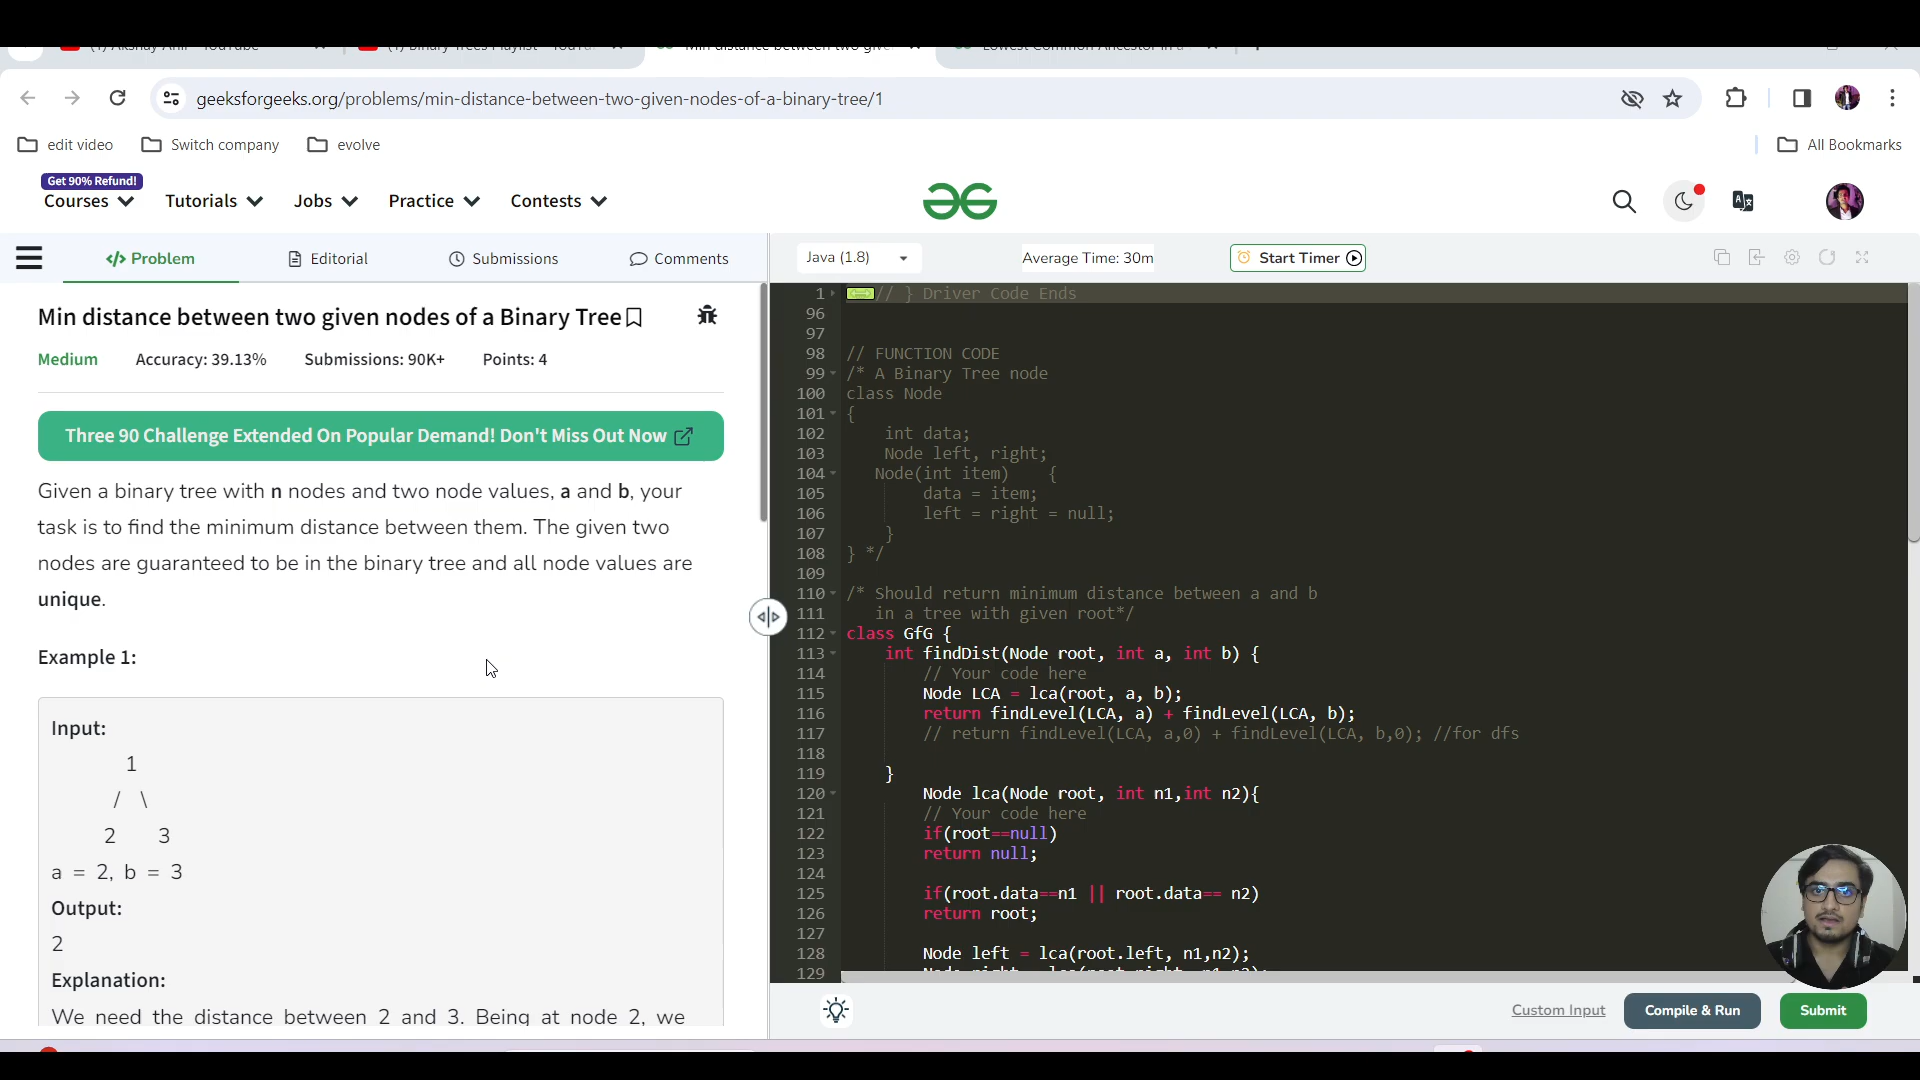 geeksforgeeks.org/problems/min-distance-between-two-given-nodes-of-a-binary-tree/1
edit video
Switch company
evolve
All Bookmarks
Get 90% Refund!
Courses
Tutorials
Jobs
Practice
Contests
</> Problem
Editorial
Submissions
Comments
Java (1.8)
Average Time: 30m
Start Timer
Min distance between two given nodes of a Binary Tree
Medium
Accuracy: 39.13%
Submissions: 90K+
Points: 4
Three 90 Challenge Extended On Popular Demand! Don't Miss Out Now
Given a binary tree with n nodes and two node values, a and b, your
task is to find the minimum distance between them. The given two
nodes are guaranteed to be in the binary tree and all node values are
unique.
Example 1:
Input:
1
/ \
2 3
a = 2, b = 3
Output:
2
Explanation:
We need the distance between 2 and 3. Being at node 2, we
1 // } Driver Code Ends
96
97
98 // FUNCTION CODE
99 /* A Binary Tree node
100 class Node
101 {
102 int data;
103 Node left, right;
104 Node(int item) {
105 data = item;
106 left = right = null;
107 }
108 } */
109
110 /* Should return minimum distance between a and b
111 in a tree with given root*/
112 class GfG {
113 int findDist(Node root, int a, int b) {
114 // Your code here
115 Node LCA = lca(root, a, b);
116 return findLevel(LCA, a) + findLevel(LCA, b);
117 // return findLevel(LCA, a,0) + findLevel(LCA, b,0); //for dfs
118
119 }
120 Node lca(Node root, int n1,int n2){
121 // Your code here
122 if(root==null)
123 return null;
124
125 if(root.data==n1 || root.data== n2)
126 return root;
127
128 Node left = lca(root.left, n1,n2);
129
Custom Input
Compile & Run
Submit